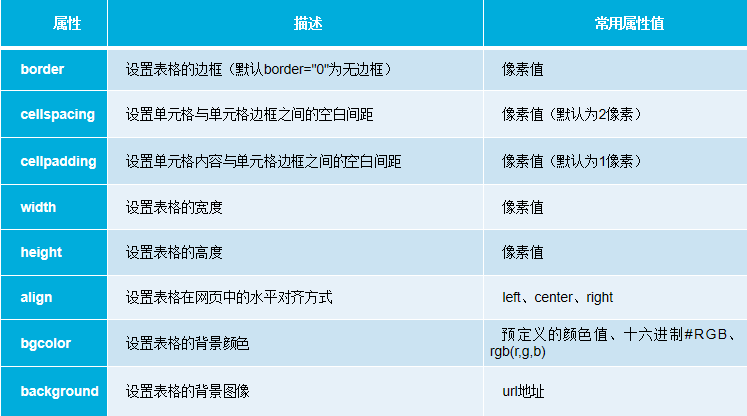 属性 描述 常用属性值
border 设置表格的边框（默认border="0"为无边框） 像素值
cellspacing 设置单元格与单元格边框之间的空白间距 像素值（默认为2像素）
cellpadding 设置单元格内容与单元格边框之间的空白间距 像素值（默认为1像素）
width 设置表格的宽度 像素值
height 设置表格的高度 像素值
align 设置表格在网页中的水平对齐方式 left、center、right
bgcolor 设置表格的背景颜色 预定义的颜色值、十六进制#RGB、
rgb(r,g,b)
background 设置表格的背景图像 url地址